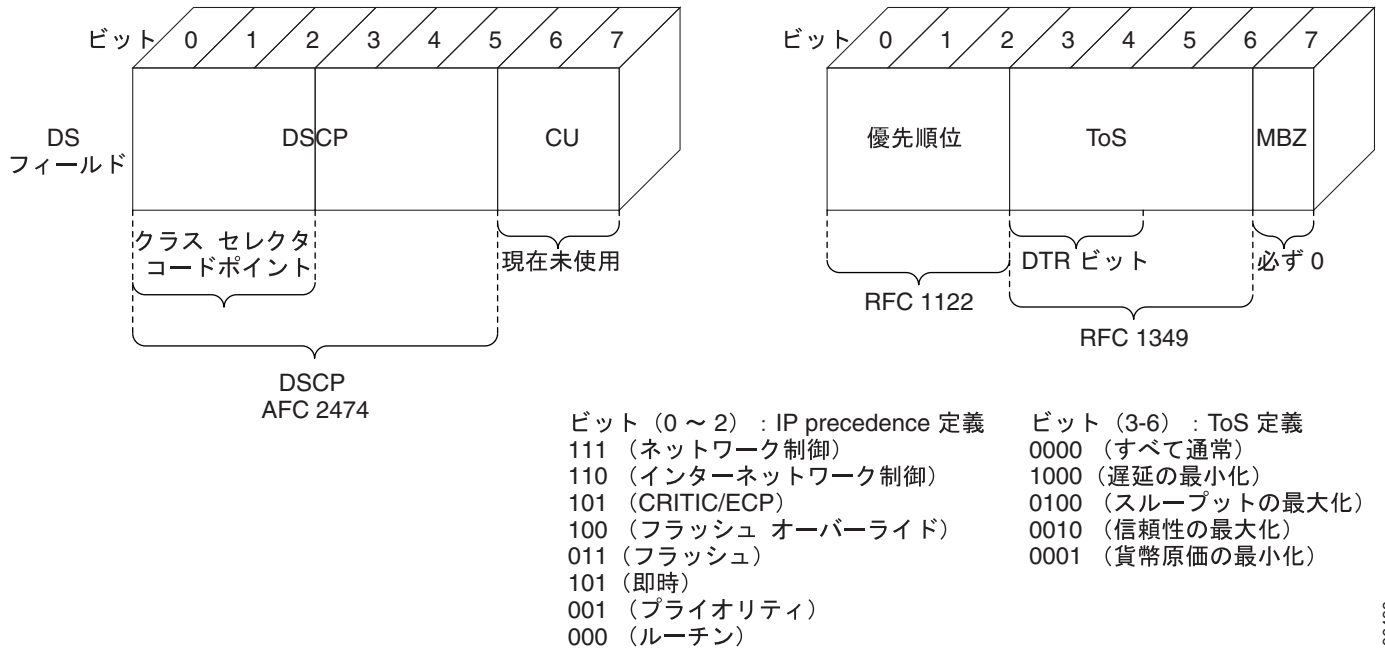 ビット 0 1 2 3 4 5 6 7
DS
フィールド
DSCP
CU
クラス セレクタ
コードポイント
現在未使用
DSCP
AFC 2474
ビット 0 1 2 3 4 5 6 7
優先順位
ToS
MBZ
DTR ビット
必ず 0
RFC 1122
RFC 1349
ビット（0 ～ 2）：IP precedence 定義
111 （ネットワーク制御）
110 （インターネットワーク制御）
101 （CRITIC/ECP）
100 （フラッシュ オーバーライド）
011（フラッシュ）
101（即時）
001 （プライオリティ）
000 （ルーチン）
ビット（3-6）：ToS 定義
0000 （すべて通常）
1000（遅延の最小化）
0100 （スループットの最大化）
0010 （信頼性の最大化）
0001 （貨幣原価の最小化）